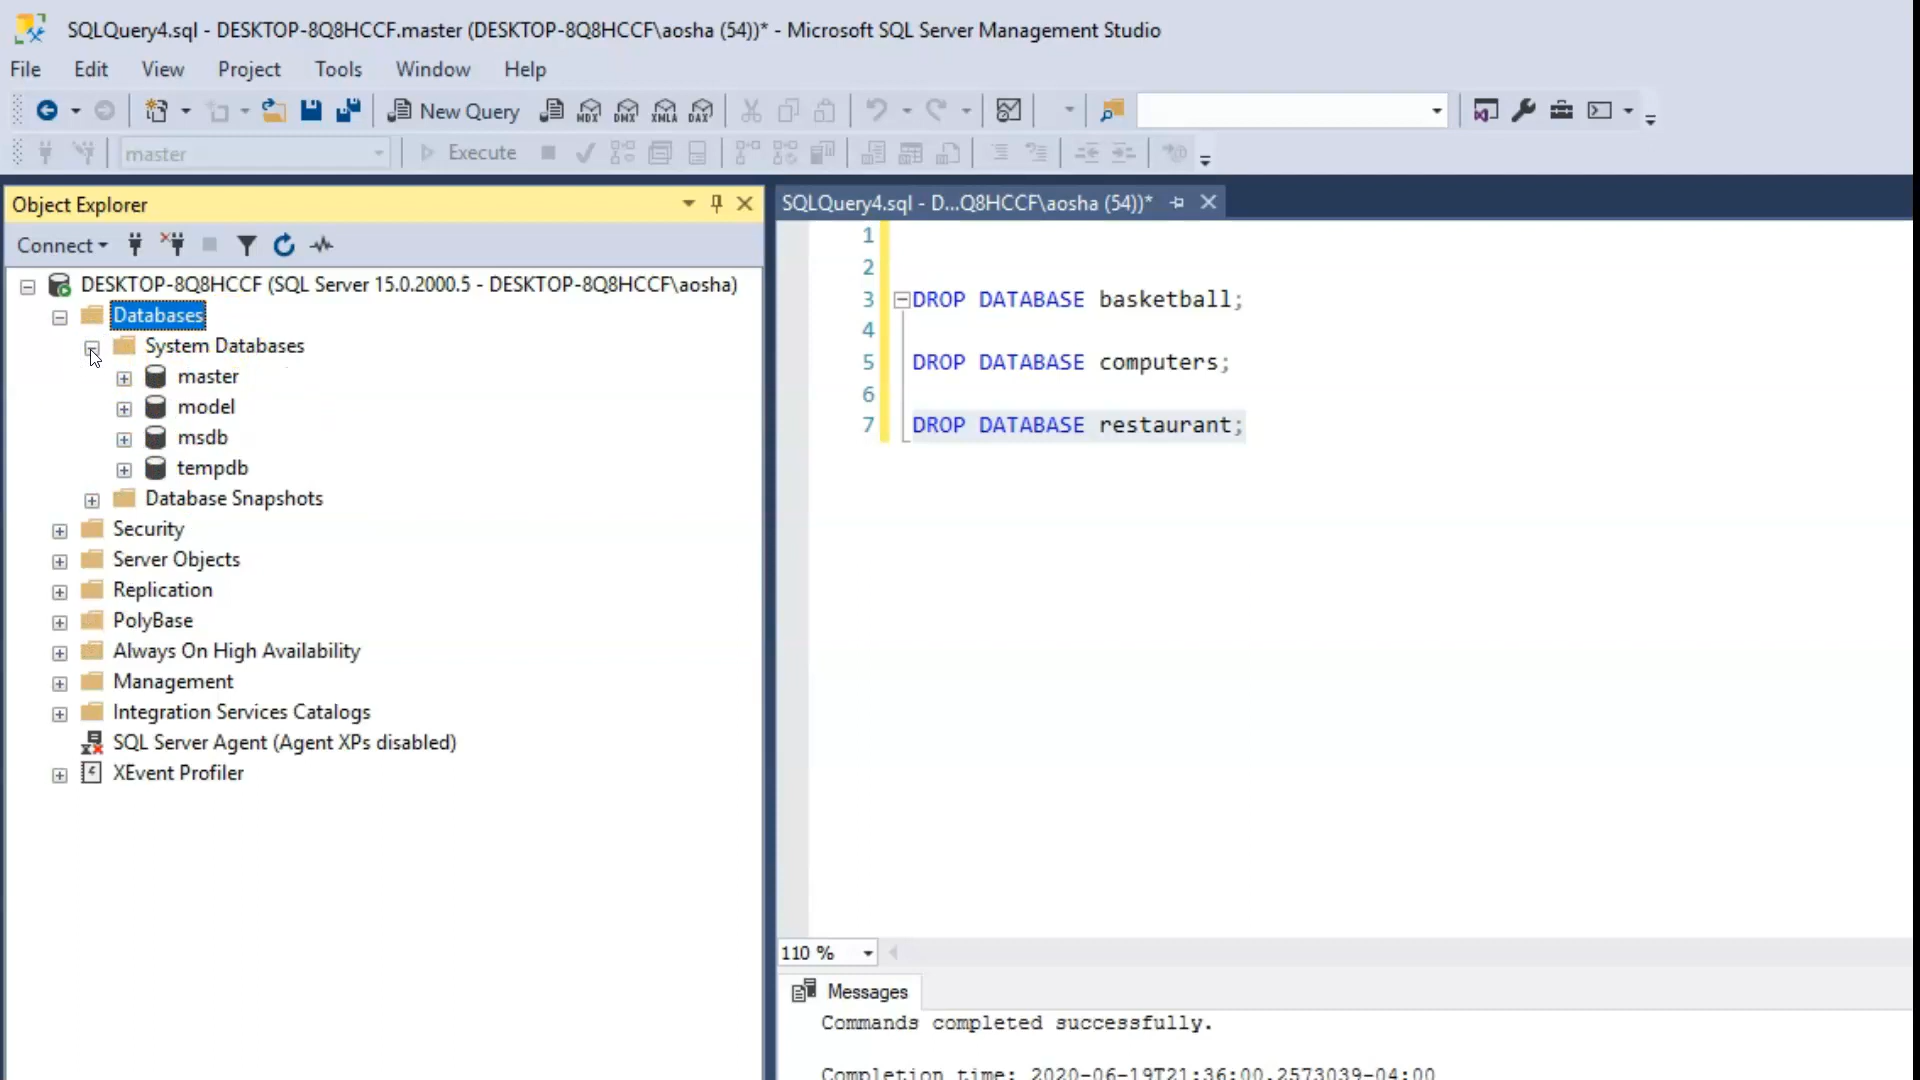 SQLQuery4.sql - DESKTOP-8Q8HCCF.master (DESKTOP-8Q8HCCF\aosha (54))* - Microsoft SQL Server Management Studio
File Edit View Project Tools Window Help
New Query MDX DMX XMLA DAX
master Execute
Object Explorer
SQLQuery4.sql - D...Q8HCCF\aosha (54))*
Connect
DESKTOP-8Q8HCCF (SQL Server 15.0.2000.5 - DESKTOP-8Q8HCCF\aosha)
Databases
System Databases
master
model
msdb
tempdb
Database Snapshots
Security
Server Objects
Replication
PolyBase
Always On High Availability
Management
Integration Services Catalogs
SQL Server Agent (Agent XPs disabled)
XEvent Profiler
1
2
3 DROP DATABASE basketball;
4
5 DROP DATABASE computers;
6
7 DROP DATABASE restaurant;
110 %
Messages
Commands completed successfully.
Completion time: 2020-06-19T21:36:00.2573039-04:00